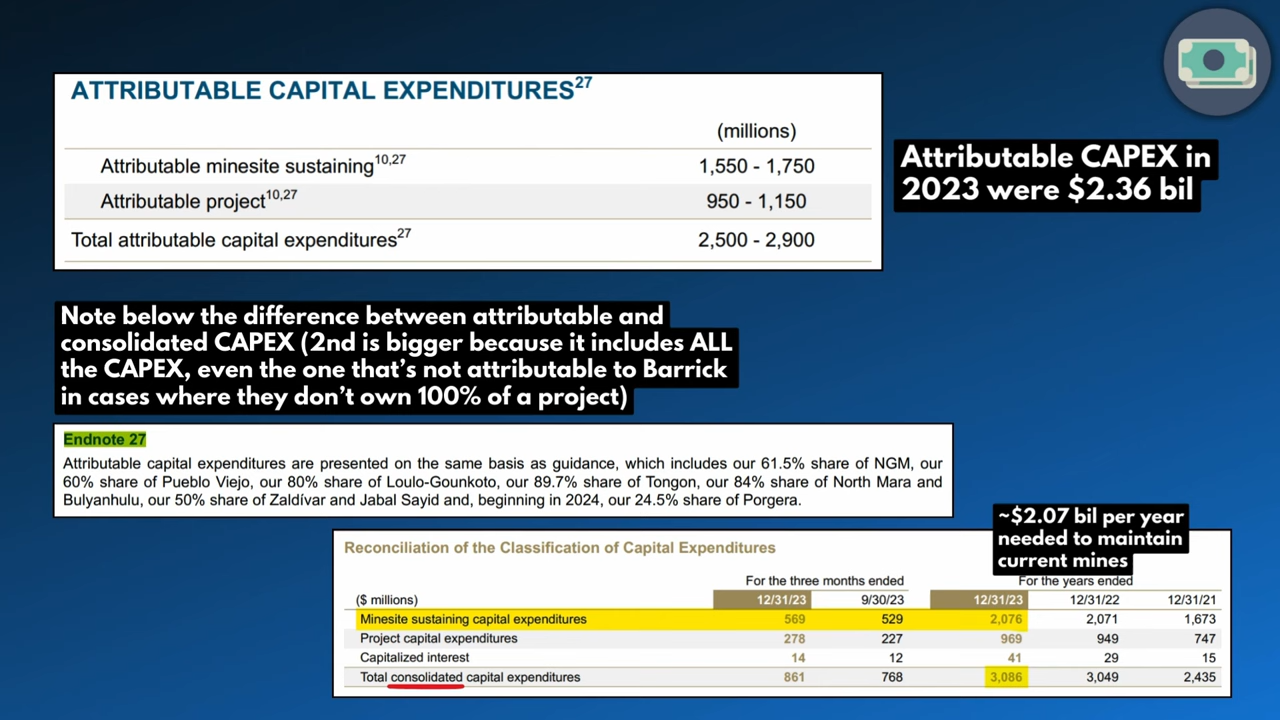 ATTRIBUTABLE CAPITAL EXPENDITURES27
(millions)
Attributable minesite sustaining10,27 1,550 - 1,750
Attributable project10,27 950 - 1,150
Total attributable capital expenditures27 2,500 - 2,900
Attributable CAPEX in
2023 were $2.36 bil
Note below the difference between attributable and
consolidated CAPEX (2nd is bigger because it includes ALL
the CAPEX, even the one that's not attributable to Barrick
in cases where they don't own 100% of a project)
Endnote 27
Attributable capital expenditures are presented on the same basis as guidance, which includes our 61.5% share of NGM, our
60% share of Pueblo Viejo, our 80% share of Loulo-Gounkoto, our 89.7% share of Tongon, our 84% share of North Mara and
Bulyanhulu, our 50% share of Zaldívar and Jabal Sayid and, beginning in 2024, our 24.5% share of Porgera.
~$2.07 bil per year
needed to maintain
current mines
Reconciliation of the Classification of Capital Expenditures
For the three months ended For the years ended
($ millions) 12/31/23 9/30/23 12/31/23 12/31/22 12/31/21
Minesite sustaining capital expenditures 569 529 2,076 2,071 1,673
Project capital expenditures 278 227 969 949 747
Capitalized interest 14 12 41 29 15
Total consolidated capital expenditures 861 768 3,086 3,049 2,435